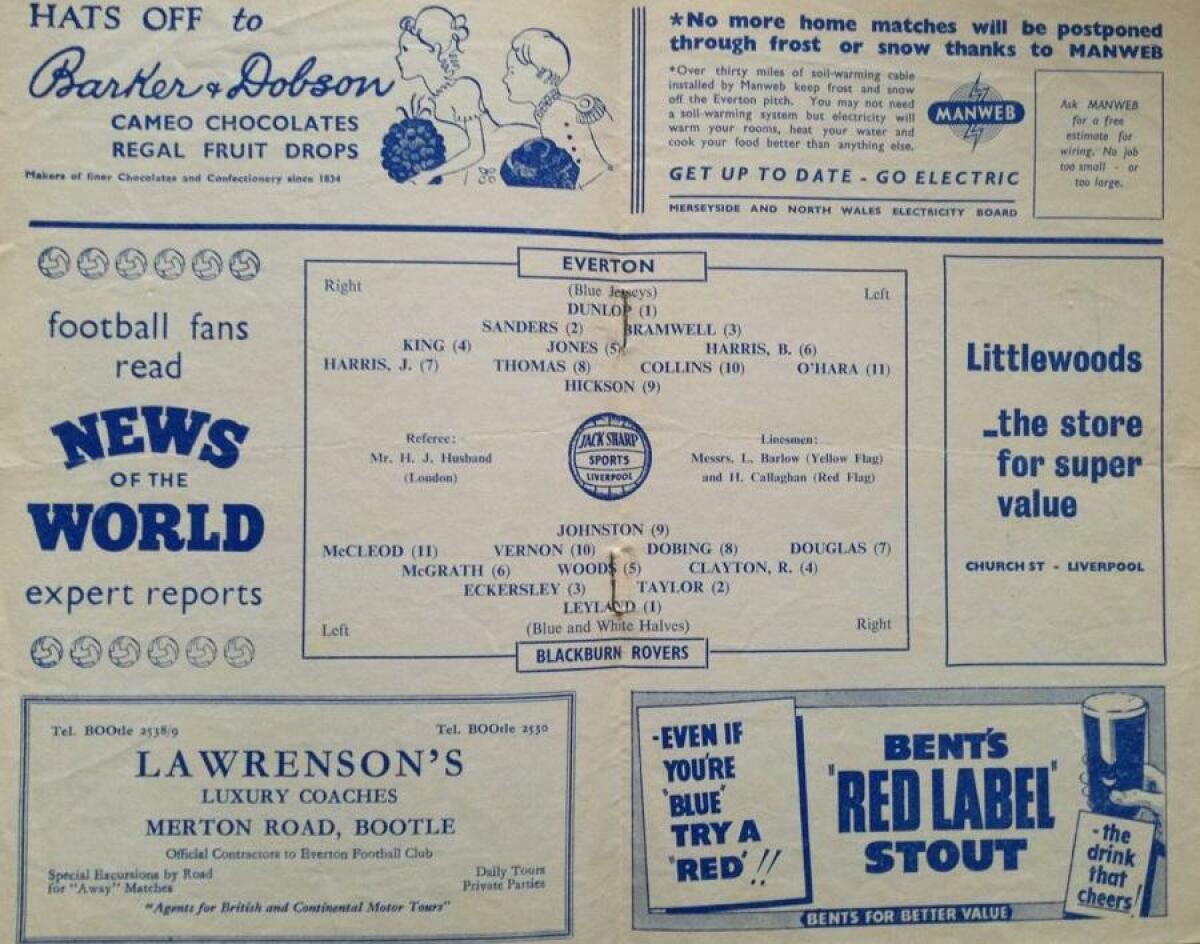 HATS OFF to
Barker & Dobson
CAMEO CHOCOLATES
REGAL FRUIT DROPS
Makers of finer Chocolates and Confectionery since 1834
*No more home matches will be postponed
through frost or snow thanks to MANWEB
*Over thirty miles of soil-warming cable
installed by Manweb keep frost and snow
off the Everton pitch. You may not need
a soil-warming system but electricity will
warm your rooms, heat your water and
cook your food better than anything else.
MANWEB
GET UP TO DATE - GO ELECTRIC
MERSEYSIDE AND NORTH WALES ELECTRICITY BOARD
Ask MANWEB
for a free
estimate for
wiring. No job
too small - or
too large.
football fans
read
NEWS
OF THE
WORLD
expert reports
EVERTON
Right (Blue Jerseys) Left
DUNLOP (1)
SANDERS (2) BRAMWELL (3)
KING (4) JONES (5) HARRIS, B. (6)
HARRIS, J. (7) THOMAS (8) COLLINS (10) O'HARA (11)
HICKSON (9)
Referee:
Mr. H. J. Husband
(London)
JACK SHARP
SPORTS
LIVERPOOL
Linesmen:
Messrs. L. Barlow (Yellow Flag)
and H. Callaghan (Red Flag)
JOHNSTON (9)
McCLEOD (11) VERNON (10) DOBING (8) DOUGLAS (7)
McGRATH (6) WOODS (5) CLAYTON, R. (4)
ECKERSLEY (3) TAYLOR (2)
LEYLAND (1)
Left (Blue and White Halves) Right
BLACKBURN ROVERS
Littlewoods
...the store
for super
value
CHURCH ST - LIVERPOOL
Tel. BOOtle 2538/9 Tel. BOOtle 2530
LAWRENSON'S
LUXURY COACHES
MERTON ROAD, BOOTLE
Official Contractors to Everton Football Club
Special Excursions by Road
for "Away" Matches
Daily Tours
Private Parties
"Agents for British and Continental Motor Tours"
-EVEN IF
YOU'RE
'BLUE'
TRY A
'RED'!!
BENT'S
"RED LABEL"
STOUT
-the
drink
that
cheers!
BENTS FOR BETTER VALUE